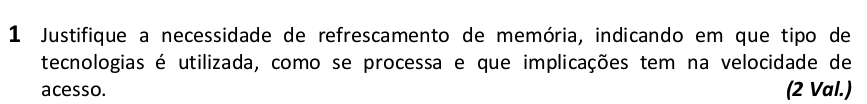 1 Justifique a necessidade de refrescamento de memória, indicando em que tipo de
tecnologias é utilizada, como se processa e que implicações tem na velocidade de
acesso. (2 Val.)